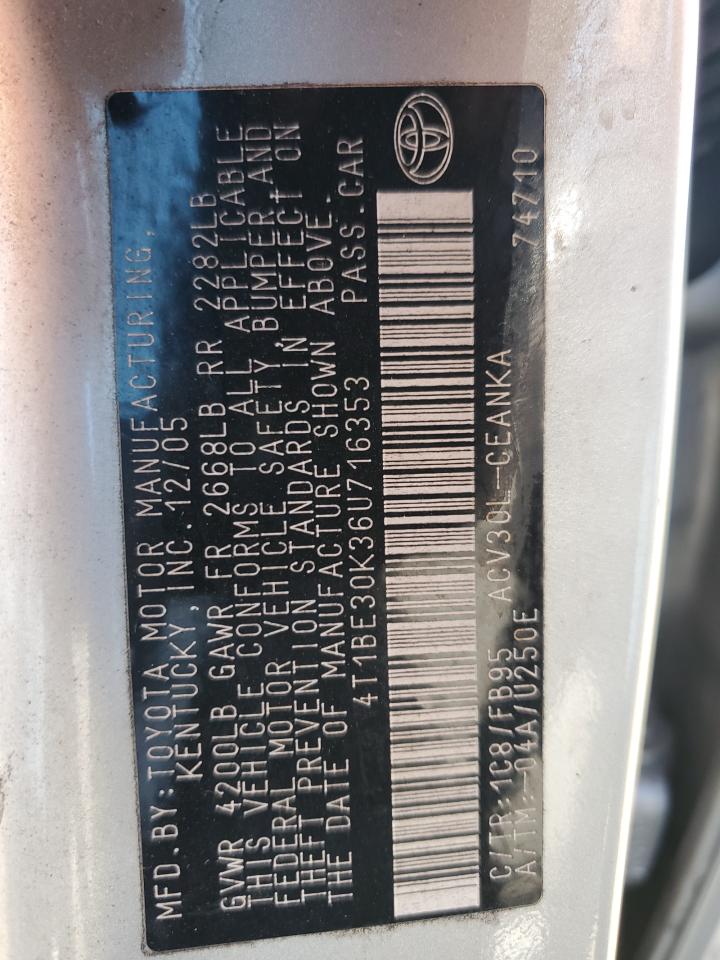 MFD.BY:TOYOTA MOTOR MANUFACTURING,
KENTUCKY, INC.12/05
GVWR 4200LB GAWR FR 2668LB RR 2282LB
THIS VEHICLE CONFORMS TO ALL APPLICABLE
FEDERAL MOTOR VEHICLE SAFETY,BUMPER,AND
THEFT PREVENTION STANDARDS IN EFFECT ON
THE DATE OF MANUFACTURE SHOWN ABOVE.
4T1BE30K36U716353 PASS.CAR
C/TR:1C8/FB95 ACV30L-CEANKA
A/TM:-04A/U250E 74710